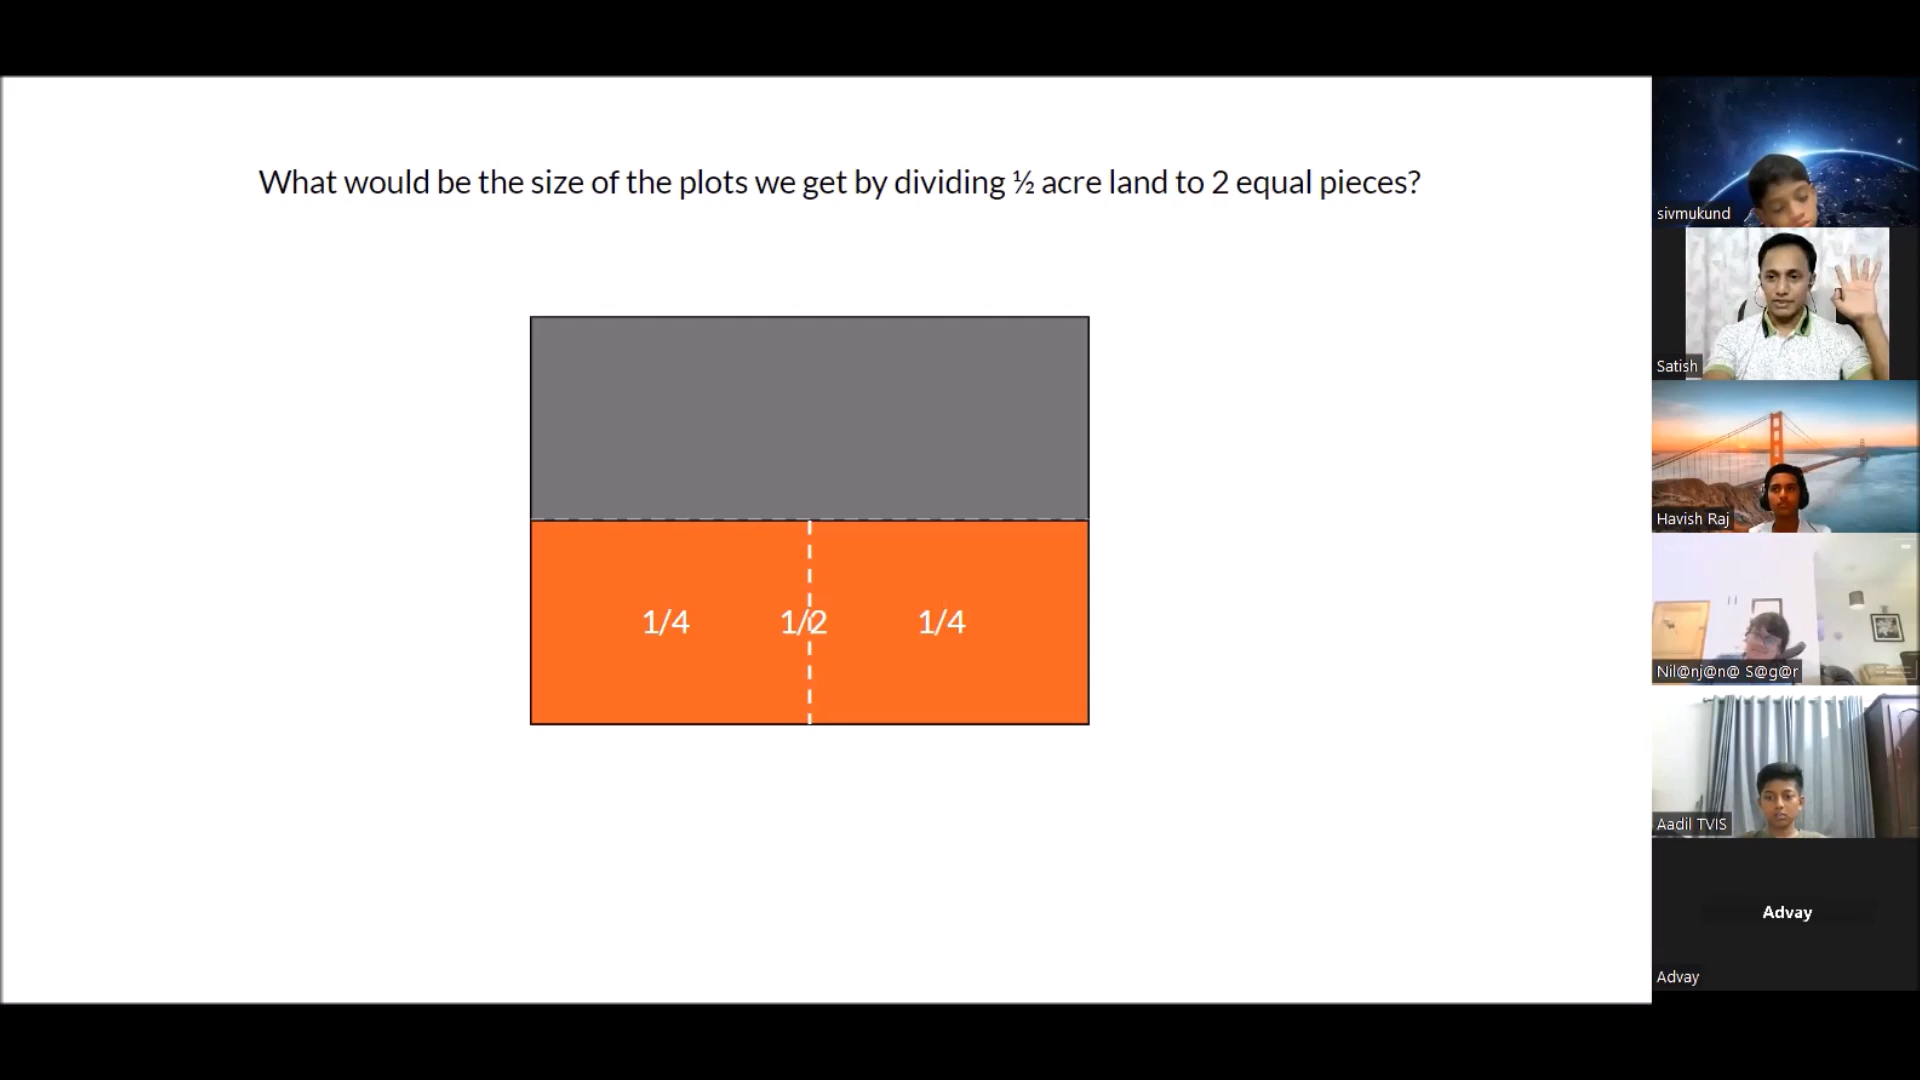 What would be the size of the plots we get by dividing ½ acre land to 2 equal pieces?
1/4 1/2 1/4
sivmukund
Satish
Havish Raj
Nil@nj@n@ S@g@r
Aadil TVIS
Advay
Advay